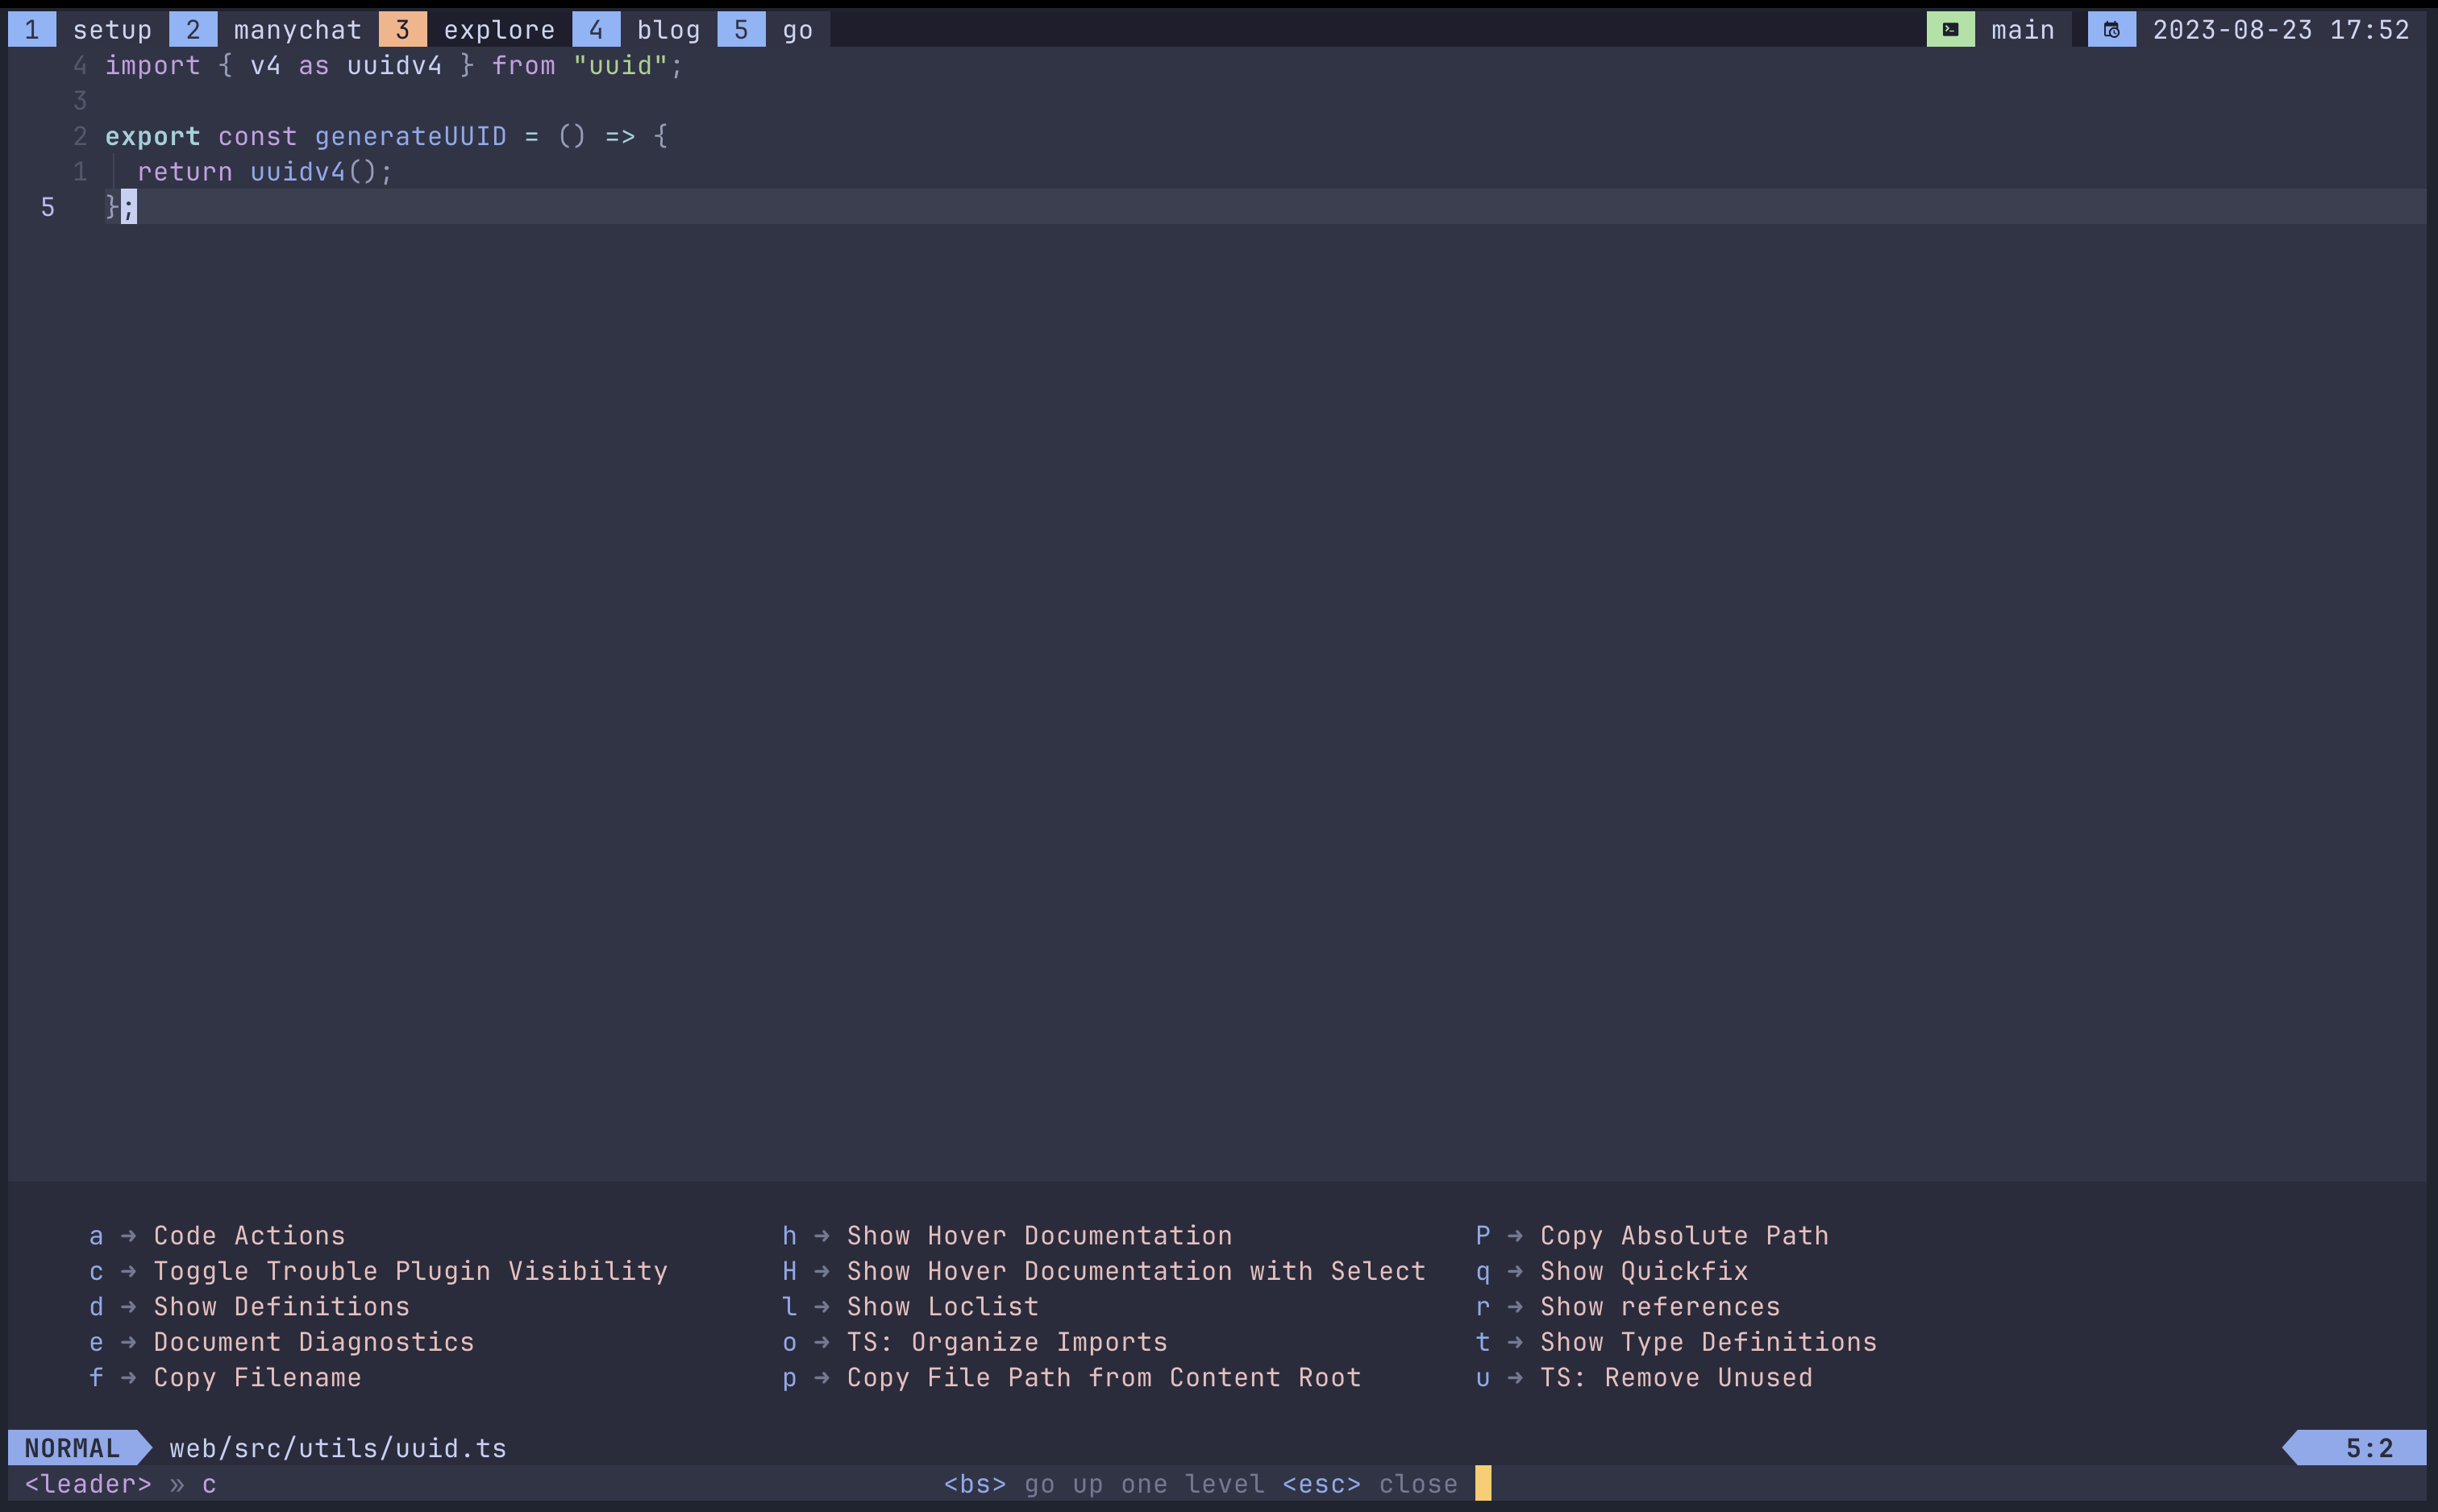 1 setup 2 manychat 3 explore 4 blog 5 go main 2023-08-23 17:52
4 import { v4 as uuidv4 } from "uuid";
3
2 export const generateUUID = () => {
1 return uuidv4();
5 };
a → Code Actions h → Show Hover Documentation P → Copy Absolute Path
c → Toggle Trouble Plugin Visibility H → Show Hover Documentation with Select q → Show Quickfix
d → Show Definitions l → Show Loclist r → Show references
e → Document Diagnostics o → TS: Organize Imports t → Show Type Definitions
f → Copy Filename p → Copy File Path from Content Root u → TS: Remove Unused
NORMAL web/src/utils/uuid.ts 5:2
<leader> » c <bs> go up one level <esc> close